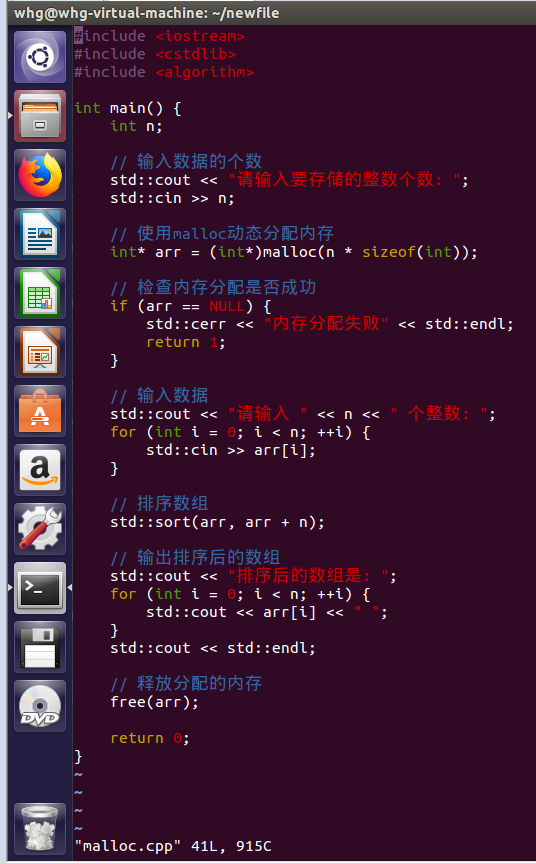 whg@whg-virtual-machine: ~/newfile
#include <iostream>
#include <cstdlib>
#include <algorithm>

int main() {
    int n;

    // 输入数据的个数
    std::cout << "请输入要存储的整数个数: ";
    std::cin >> n;

    // 使用malloc动态分配内存
    int* arr = (int*)malloc(n * sizeof(int));

    // 检查内存分配是否成功
    if (arr == NULL) {
        std::cerr << "内存分配失败" << std::endl;
        return 1;
    }

    // 输入数据
    std::cout << "请输入 " << n << " 个整数: ";
    for (int i = 0; i < n; ++i) {
        std::cin >> arr[i];
    }

    // 排序数组
    std::sort(arr, arr + n);

    // 输出排序后的数组
    std::cout << "排序后的数组是: ";
    for (int i = 0; i < n; ++i) {
        std::cout << arr[i] << " ";
    }
    std::cout << std::endl;

    // 释放分配的内存
    free(arr);

    return 0;
}
~
~
~
~
"malloc.cpp" 41L, 915C
A
a
>_
DVD